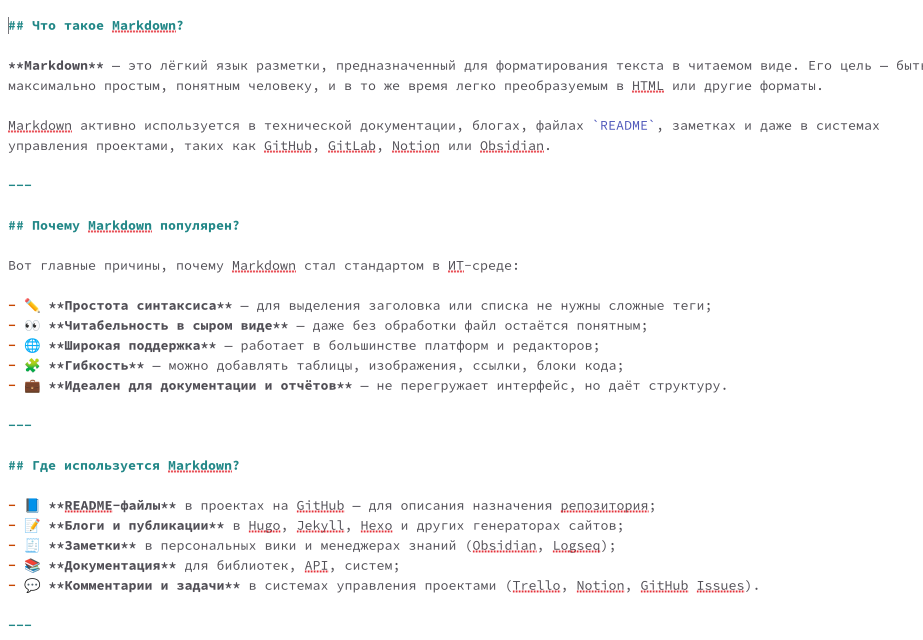 ## Что такое Markdown?
**Markdown** — это лёгкий язык разметки, предназначенный для форматирования текста в читаемом виде. Его цель — быть
максимально простым, понятным человеку, и в то же время легко преобразуемым в HTML или другие форматы.
Markdown активно используется в технической документации, блогах, файлах `README`, заметках и даже в системах
управления проектами, таких как GitHub, GitLab, Notion или Obsidian.
---
## Почему Markdown популярен?
Вот главные причины, почему Markdown стал стандартом в ИТ-среде:
- ✏️ **Простота синтаксиса** — для выделения заголовка или списка не нужны сложные теги;
- 👀 **Читабельность в сыром виде** — даже без обработки файл остаётся понятным;
- 🌐 **Широкая поддержка** — работает в большинстве платформ и редакторов;
- 🧩 **Гибкость** — можно добавлять таблицы, изображения, ссылки, блоки кода;
- 💼 **Идеален для документации и отчётов** — не перегружает интерфейс, но даёт структуру.
---
## Где используется Markdown?
- 📘 **README-файлы** в проектах на GitHub — для описания назначения репозитория;
- 📝 **Блоги и публикации** в Hugo, Jekyll, Hexo и других генераторах сайтов;
- 🧾 **Заметки** в персональных вики и менеджерах знаний (Obsidian, Logseq);
- 📚 **Документация** для библиотек, API, систем;
- 💬 **Комментарии и задачи** в системах управления проектами (Trello, Notion, GitHub Issues).
---